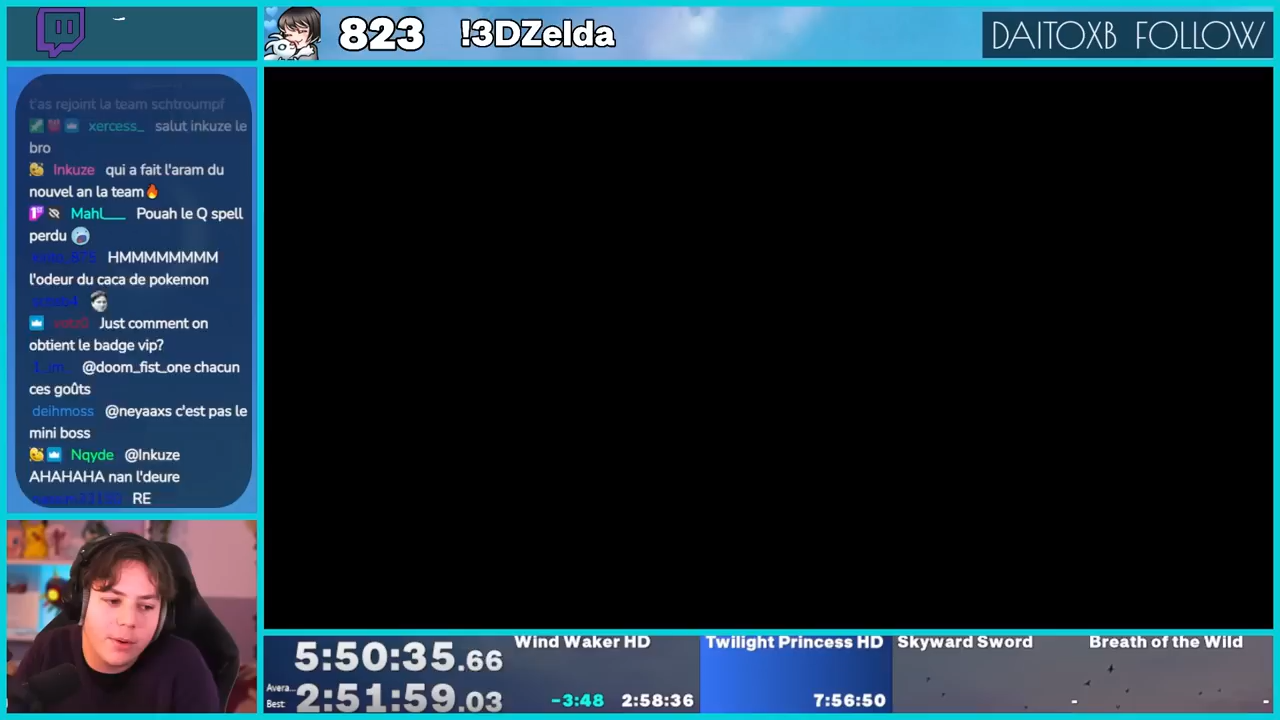 823 !3DZelda
DAITOXB FOLLOW
t'as rejoint la team schtroumpf
xercess_ salut inkuze le
bro
Inkuze qui a fait l'aram du
nouvel an la team🔥
Mahl___ Pouah le Q spell
perdu
HMMMMMMMM
l'odeur du caca de pokemon
Just comment on
obtient le badge vip?
@doom_fist_one chacun
ces goûts
deihmoss @neyaaxs c'est pas le
mini boss
Nqyde @Inkuze
AHAHAHA nan l'deure
RE
5:50:35.66
Avera...
Best:
2:51:59.03
Wind Waker HD
-3:48 2:58:36
Twilight Princess HD
7:56:50
Skyward Sword
-
Breath of the Wild
-